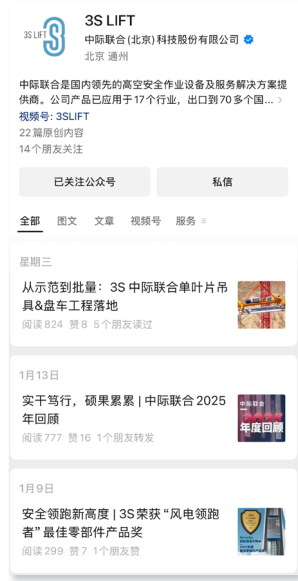 3S LIFT
3S LIFT
中际联合(北京)科技股份有限公司
北京 通州
中际联合是国内领先的高空安全作业设备及服务解决方案提
供商。公司产品已应用于17个行业，出口到70多个国...
视频号: 3SLIFT
22篇原创内容
14个朋友关注
已关注公众号
私信
全部
图文
文章
视频号
服务
星期三
从示范到批量：3S 中际联合单叶片吊
具&盘车工程落地
阅读 824 赞 8 5个朋友读过
1月13日
实干笃行，硕果累累 | 中际联合 2025
年回顾
阅读 777 赞 16 1个朋友转发
中际联合
2025
年度回顾
1月9日
安全领跑新高度 | 3S荣获“风电领跑
者”最佳零部件产品奖
阅读 299 赞 7 1个朋友赞